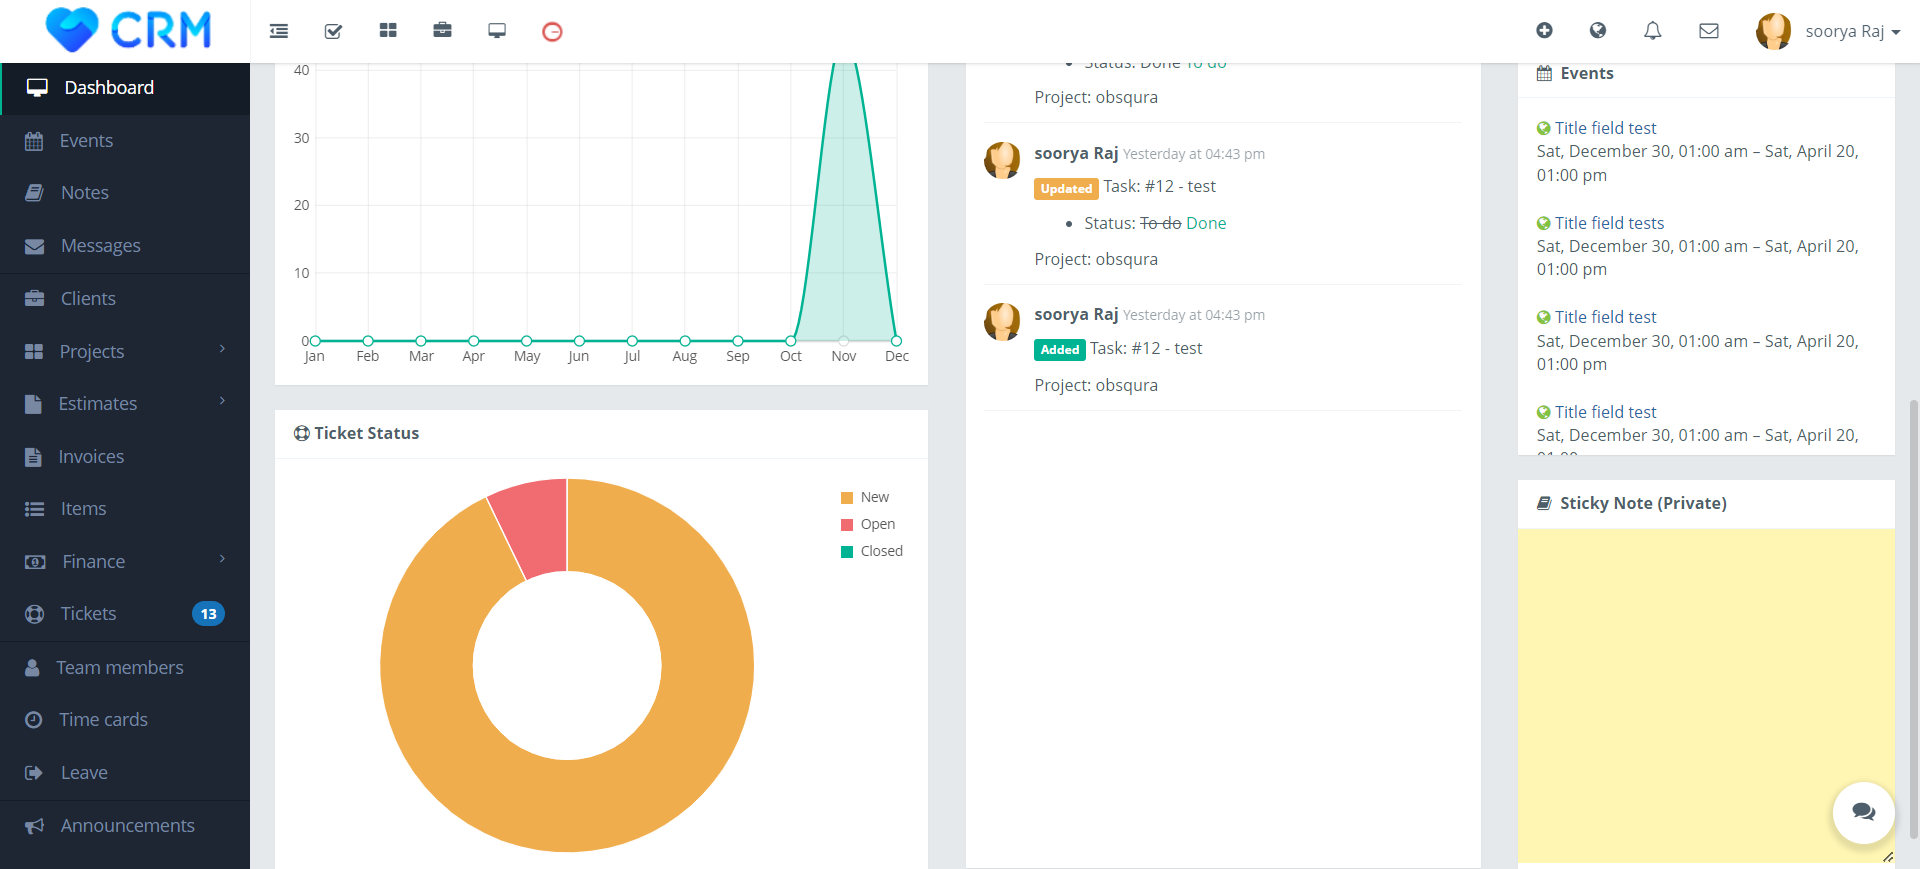 CRM
soorya Raj
Dashboard
Events
Notes
Messages
Clients
Projects
Estimates
Invoices
Items
Finance
Tickets 13
Team members
Time cards
Leave
Announcements
40
30
20
10
0
Jan Feb Mar Apr May Jun Jul Aug Sep Oct Nov Dec
Ticket Status
New
Open
Closed
Status: Done To do
Project: obsqura
soorya Raj Yesterday at 04:43 pm
Updated Task: #12 - test
Status: To do Done
Project: obsqura
soorya Raj Yesterday at 04:43 pm
Added Task: #12 - test
Project: obsqura
Events
Title field test
Sat, December 30, 01:00 am – Sat, April 20,
01:00 pm
Title field tests
Sat, December 30, 01:00 am – Sat, April 20,
01:00 pm
Title field test
Sat, December 30, 01:00 am – Sat, April 20,
01:00 pm
Title field test
Sat, December 30, 01:00 am – Sat, April 20,
Sticky Note (Private)